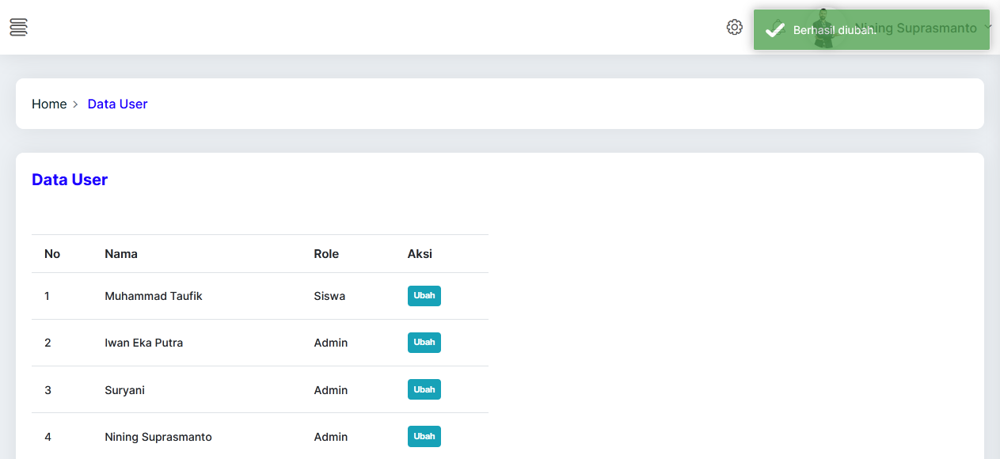 Nining Suprasmanto
Berhasil diubah.
Home > Data User
Data User
No Nama Role Aksi
1 Muhammad Taufik Siswa Ubah
2 Iwan Eka Putra Admin Ubah
3 Suryani Admin Ubah
4 Nining Suprasmanto Admin Ubah